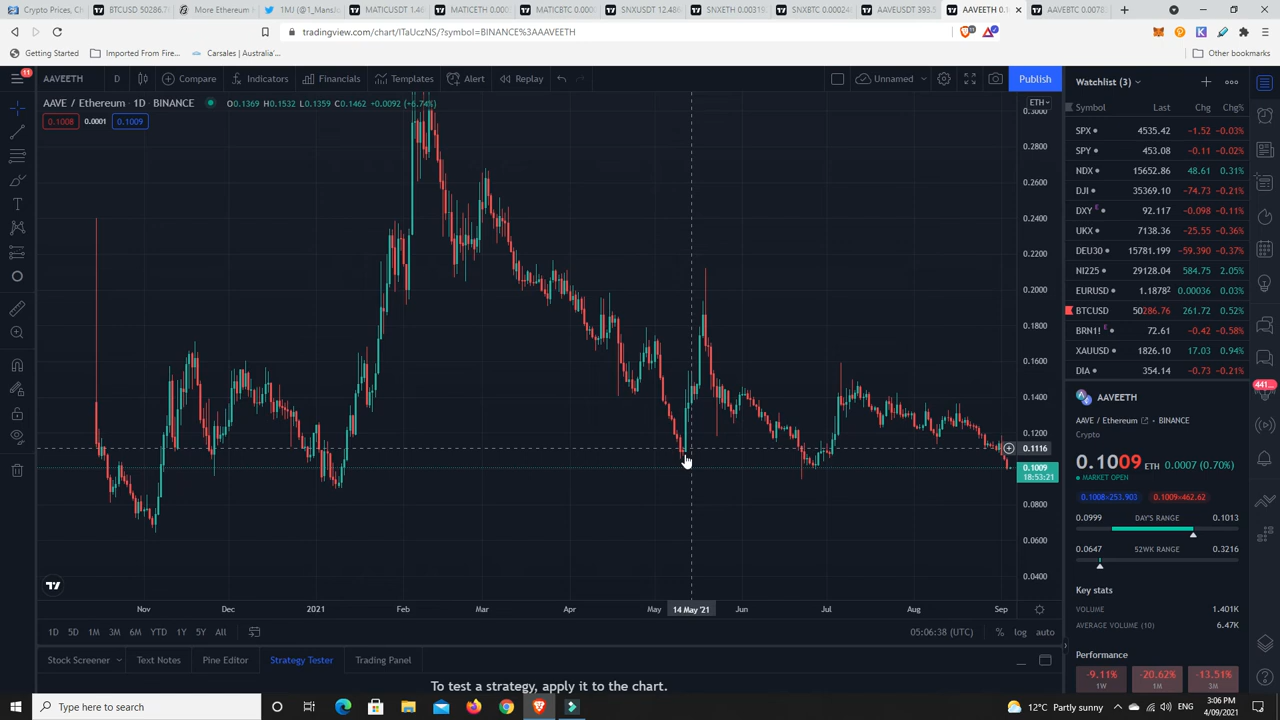 Crypto Prices, Ch
BTCUSD 50286.7
More Ethereum
1MJ (@1_MansJ
MATICUSDT 1.46
MATICETH 0.000
MATICBTC 0.000
SNXUSDT 12.486
SNXETH 0.00319
SNXBTC 0.00024
AAVEUSDT 393.5
AAVEETH 0.1
AAVEBTC 0.0078
tradingview.com/chart/ITaUczNS/?symbol=BINANCE%3AAAVEETH
Getting Started
Imported From Fire...
Carsales | Australia'...
Other bookmarks
11
AAVEETH
D
Compare
Indicators
Financials
Templates
Alert
Replay
Unnamed
Publish
AAVE / Ethereum · 1D · BINANCE
O0.1369 H0.1532 L0.1359 C0.1462 +0.0092 (+6.74%)
0.1008
0.0001
0.1009
ETH
0.3000
0.2800
0.2600
0.2400
0.2200
0.2000
0.1800
0.1600
0.1400
0.1200
0.1116
0.1009
18:53:21
0.0800
0.0600
0.0400
Nov
Dec
2021
Feb
Mar
Apr
May
14 May '21
Jun
Jul
Aug
Sep
1D 5D 1M 3M 6M YTD 1Y 5Y All
05:06:38 (UTC)
% log auto
Stock Screener
Text Notes
Pine Editor
Strategy Tester
Trading Panel
To test a strategy, apply it to the chart.
Watchlist (3)
Symbol Last Chg Chg%
SPX 4535.42 -1.52 -0.03%
SPY 453.08 -0.11 -0.02%
NDX 15652.86 48.61 0.31%
DJI 35369.10 -74.73 -0.21%
DXY E 92.117 -0.098 -0.11%
UKX 7138.36 -25.55 -0.36%
DEU30 15781.199 -59.390 -0.37%
NI225 29128.04 584.75 2.05%
EURUSD 1.18782 0.00036 0.03%
BTCUSD 50286.76 261.72 0.52%
BRN1! E 72.61 -0.42 -0.58%
XAUUSD 1826.10 17.03 0.94%
DIA 354.14 -0.73 -0.21%
AAVEETH
AAVE / Ethereum BINANCE
Crypto
0.1009 ETH 0.0007 (0.70%)
MARKET OPEN
0.1008×253.903
0.1009×462.62
0.0999 DAY'S RANGE 0.1013
0.0647 52WK RANGE 0.3216
Key stats
VOLUME 1.401K
AVERAGE VOLUME (10) 6.47K
Performance
-9.11% -20.62% -13.51%
1W 1M 3M
441...
Type here to search
12°C Partly sunny
ENG
3:06 PM
4/09/2021